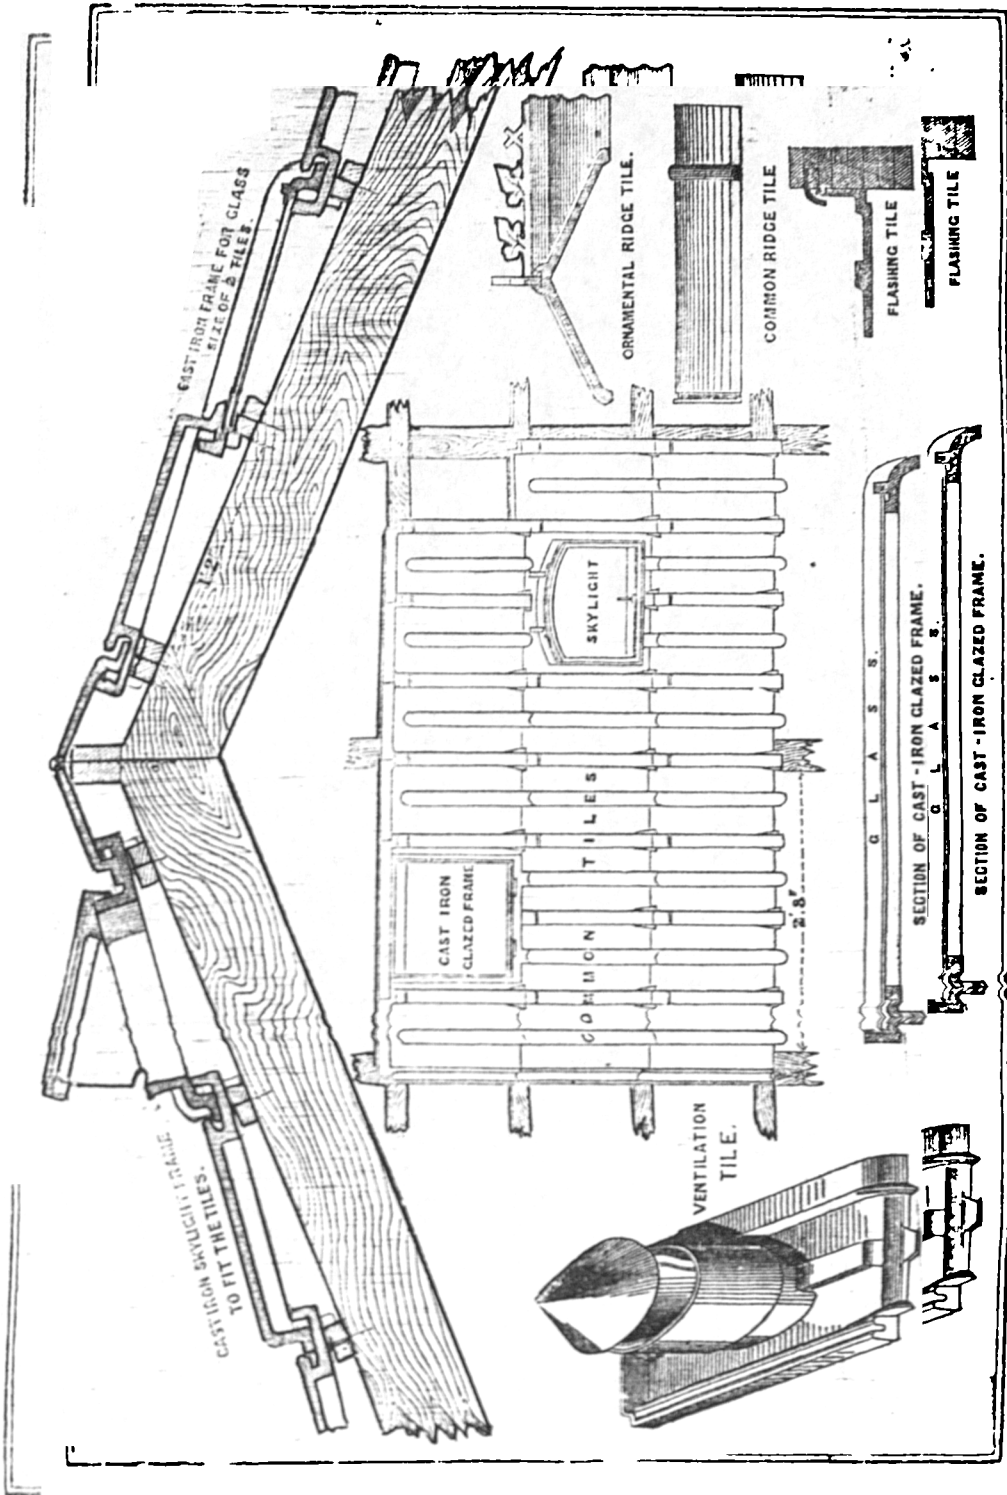 CAST IRON FRAME FOR GLASS
SIZE OF 2 TILES.
CAST IRON SKYLIGHT FRAME
TO FIT THE TILES.
ORNAMENTAL RIDGE TILE.
COMMON RIDGE TILE
FLASIKNG TILE
FLASIKNG TILE
SKYLIGHT
CAST IRON
GLAZED FRAME
COMMON TILES
2'.8"
VENTILATION
TILE.
GLASS.
SECTION OF CAST-IRON GLAZED FRAME.
GLASS.
SECTION OF CAST-IRON GLAZED FRAME.